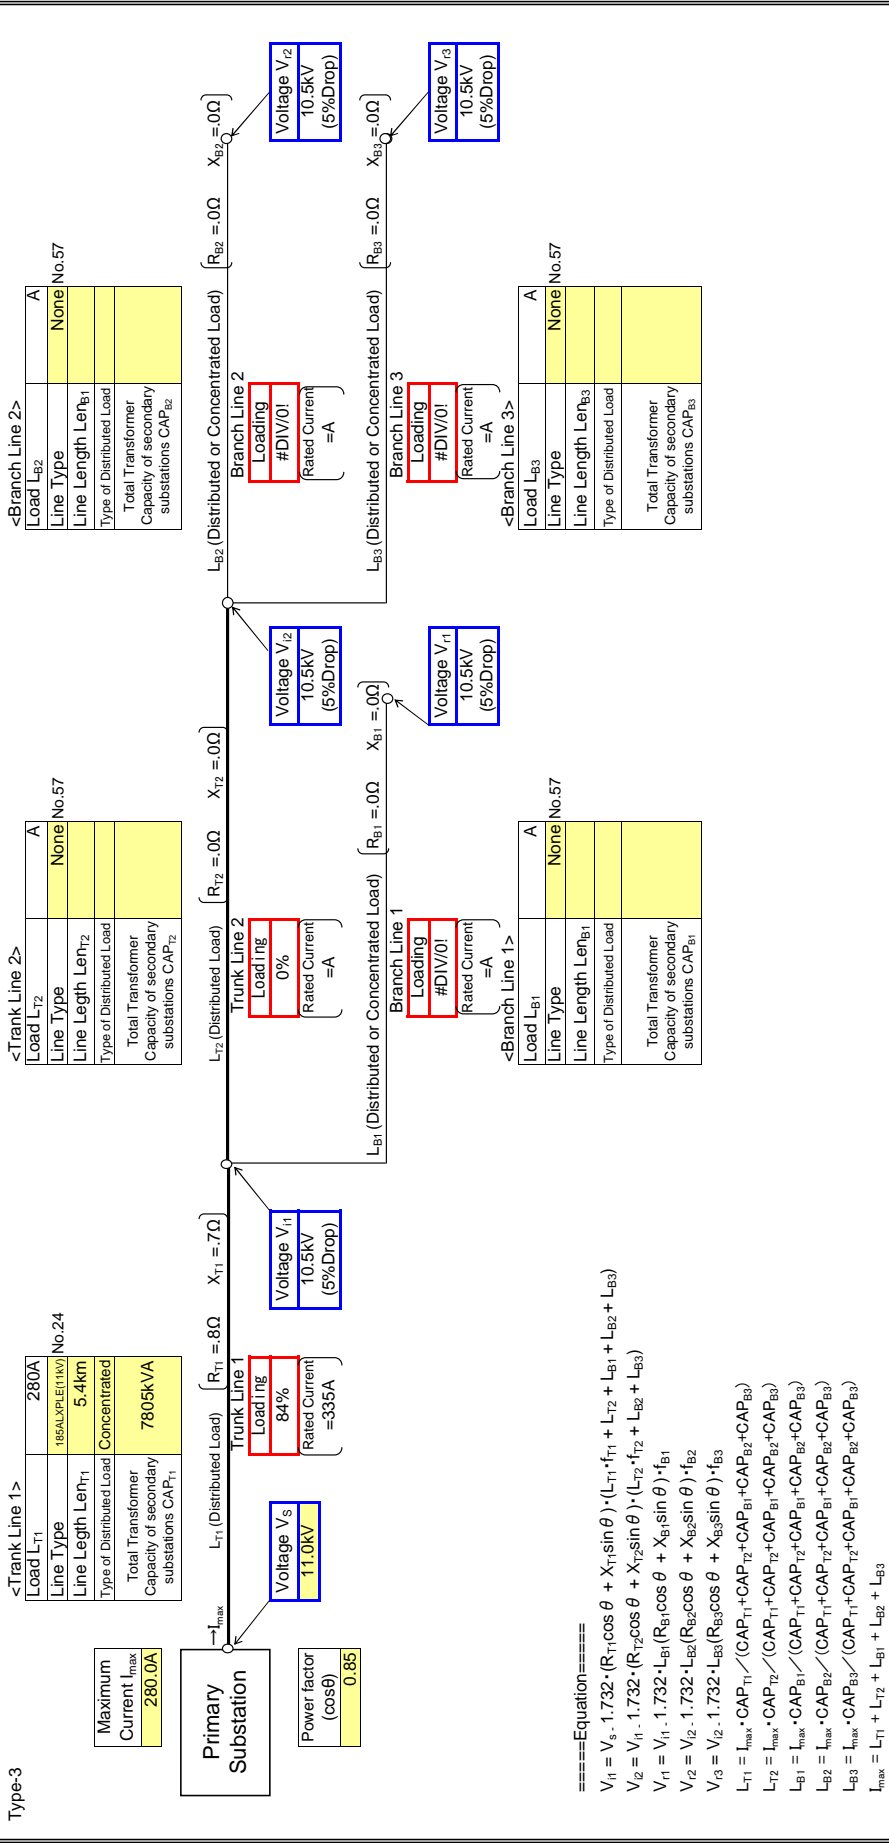 Type-3
Maximum
Current Imax
280.0A
Primary
Substation
→Imax
Power factor
(cosθ)
0.85
Voltage VS
11.0kV
<Trank Line 1>
Load LT1 280A
Line Type 185ALXPLE(11kV) No.24
Line Legth LenT1 5.4km
Type of Distributed Load Concentrated
Total Transformer
Capacity of secondary
substations CAPT1
7805kVA
LT1 (Distributed Load) RT1 =.8Ω XT1 =.7Ω
Trunk Line 1
Loading
84%
Rated Current
=335A
Voltage Vi1
10.5kV
(5%Drop)
<Trank Line 2>
Load LT2 A
Line Type None No.57
Line Legth LenT2
Type of Distributed Load
Total Transformer
Capacity of secondary
substations CAPT2
LT2 (Distributed Load) RT2 =.0Ω XT2 =.0Ω
Trunk Line 2
Loading
0%
Rated Current
=A
Voltage Vi2
10.5kV
(5%Drop)
LB1 (Distributed or Concentrated Load) RB1 =.0Ω XB1 =.0Ω
Branch Line 1
Loading
#DIV/0!
Rated Current
=A
Voltage Vr1
10.5kV
(5%Drop)
<Branch Line 1>
Load LB1 A
Line Type None No.57
Line Length LenB1
Type of Distributed Load
Total Transformer
Capacity of secondary
substations CAPB1
<Branch Line 2>
Load LB2 A
Line Type None No.57
Line Length LenB1
Type of Distributed Load
Total Transformer
Capacity of secondary
substations CAPB2
LB2 (Distributed or Concentrated Load) RB2 =.0Ω XB2 =.0Ω
Branch Line 2
Loading
#DIV/0!
Rated Current
=A
Voltage Vr2
10.5kV
(5%Drop)
LB3 (Distributed or Concentrated Load) RB3 =.0Ω XB3 =.0Ω
Branch Line 3
Loading
#DIV/0!
Rated Current
=A
Voltage Vr3
10.5kV
(5%Drop)
<Branch Line 3>
Load LB3 A
Line Type None No.57
Line Length LenB3
Type of Distributed Load
Total Transformer
Capacity of secondary
substations CAPB3
=====Equation=====
Vi1 = Vs - 1.732・(RT1cos θ + XT1sin θ)・(LT1・fT1 + LT2 + LB1 + LB2 + LB3)
Vi2 = Vi1 - 1.732・(RT2cos θ + XT2sin θ)・(LT2・fT2 + LB2 + LB3)
Vr1 = Vi1 - 1.732・LB1(RB1cos θ + XB1sin θ)・fB1
Vr2 = Vi2 - 1.732・LB2(RB2cos θ + XB2sin θ)・fB2
Vr3 = Vi2 - 1.732・LB3(RB3cos θ + XB3sin θ)・fB3
LT1 = Imax・CAPT1／(CAPT1+CAPT2+CAPB1+CAPB2+CAPB3)
LT2 = Imax・CAPT2／(CAPT1+CAPT2+CAPB1+CAPB2+CAPB3)
LB1 = Imax・CAPB1／(CAPT1+CAPT2+CAPB1+CAPB2+CAPB3)
LB2 = Imax・CAPB2／(CAPT1+CAPT2+CAPB1+CAPB2+CAPB3)
LB3 = Imax・CAPB3／(CAPT1+CAPT2+CAPB1+CAPB2+CAPB3)
Imax = LT1 + LT2 + LB1 + LB2 + LB3